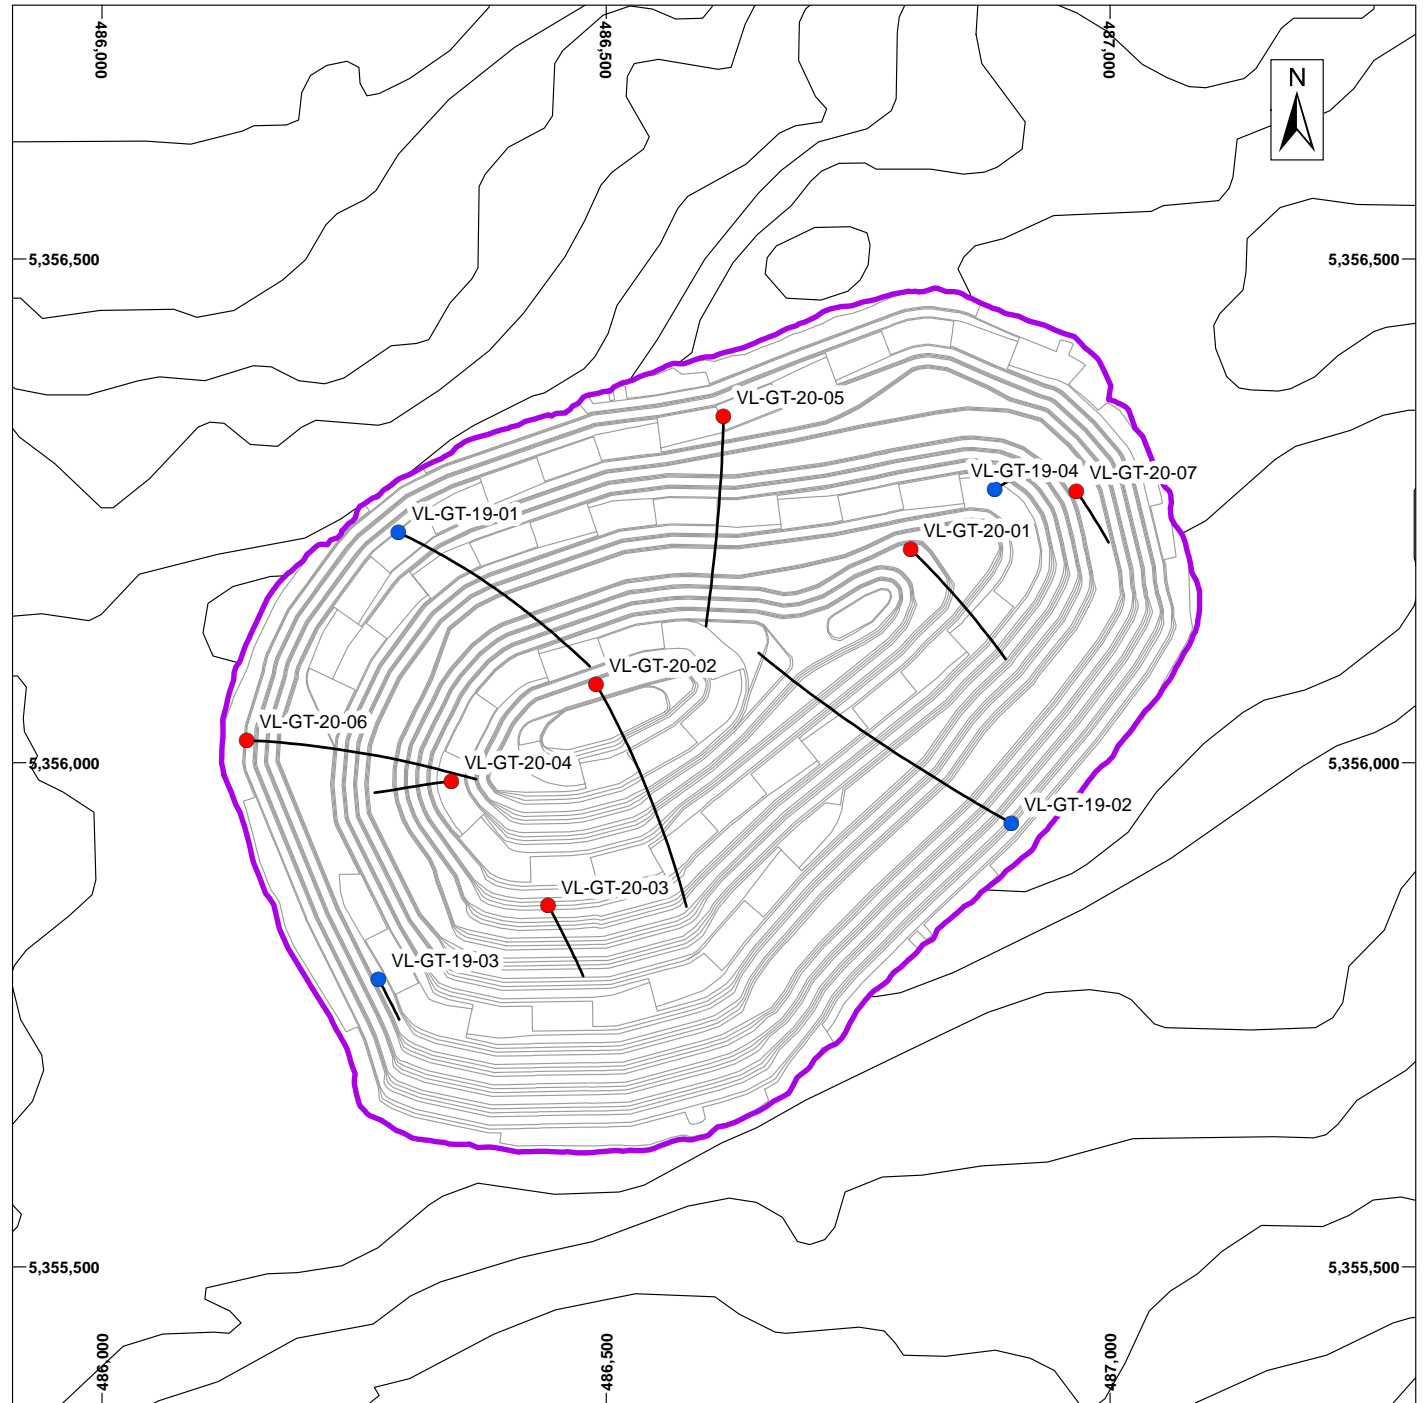 486,000
486,500
487,000
N
5,356,500
5,356,500
VL-GT-20-05
VL-GT-19-04
VL-GT-20-07
VL-GT-19-01
VL-GT-20-01
VL-GT-20-02
VL-GT-20-06
5,356,000
VL-GT-20-04
5,356,000
VL-GT-19-02
VL-GT-20-03
VL-GT-19-03
5,355,500
5,355,500
486,000
486,500
487,000